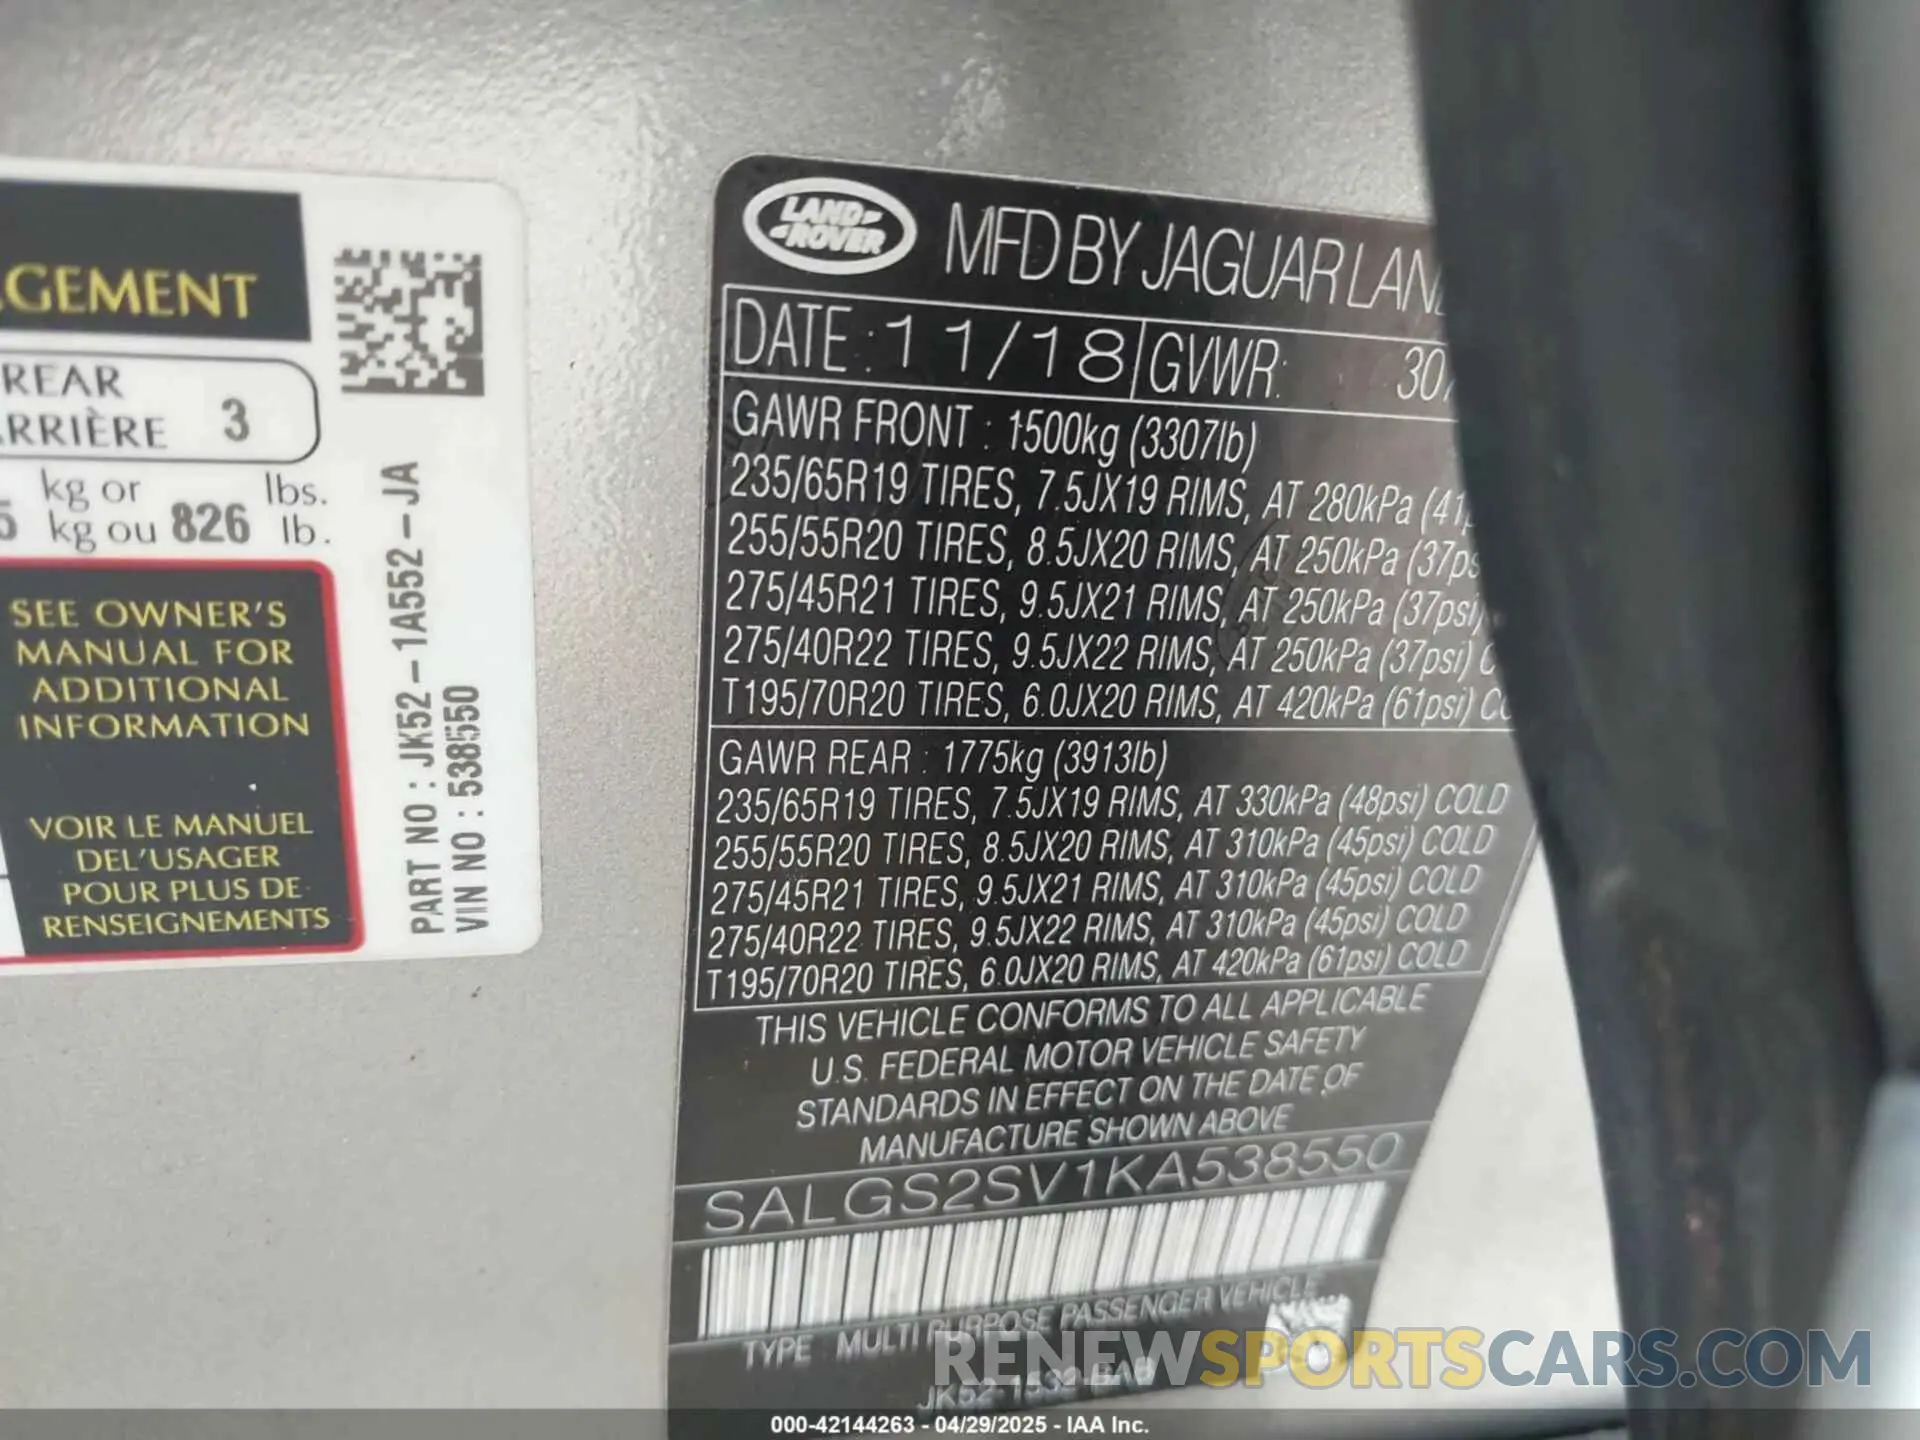 GEMENT
REAR
RRIÈRE 3
kg or lbs.
kg ou 826 lb.
SEE OWNER'S
MANUAL FOR
ADDITIONAL
INFORMATION
VOIR LE MANUEL
DEL'USAGER
POUR PLUS DE
RENSEIGNEMENTS
PART NO : JK52-1A552-JA
VIN NO : 538550
LAND-
-ROVER
MFD BY JAGUAR LAN
DATE : 11/18 GVWR: 30
GAWR FRONT : 1500kg (3307lb)
235/65R19 TIRES, 7.5JX19 RIMS, AT 280kPa (41
255/55R20 TIRES, 8.5JX20 RIMS, AT 250kPa (37ps
275/45R21 TIRES, 9.5JX21 RIMS, AT 250kPa (37psi)
275/40R22 TIRES, 9.5JX22 RIMS, AT 250kPa (37psi) C
T195/70R20 TIRES, 6.0JX20 RIMS, AT 420kPa (61psi) CO
GAWR REAR : 1775kg (3913lb)
235/65R19 TIRES, 7.5JX19 RIMS, AT 330kPa (48psi) COLD
255/55R20 TIRES, 8.5JX20 RIMS, AT 310kPa (45psi) COLD
275/45R21 TIRES, 9.5JX21 RIMS, AT 310kPa (45psi) COLD
275/40R22 TIRES, 9.5JX22 RIMS, AT 310kPa (45psi) COLD
T195/70R20 TIRES, 6.0JX20 RIMS, AT 420kPa (61psi) COLD
THIS VEHICLE CONFORMS TO ALL APPLICABLE
U.S. FEDERAL MOTOR VEHICLE SAFETY
STANDARDS IN EFFECT ON THE DATE OF
MANUFACTURE SHOWN ABOVE
SALGS2SV1KA538550
TYPE MULTI PURPOSE PASSENGER VEHICLE
RENEWSPORTSCARS.COM
000-42144263 - 04/29/2025 - IAA Inc.